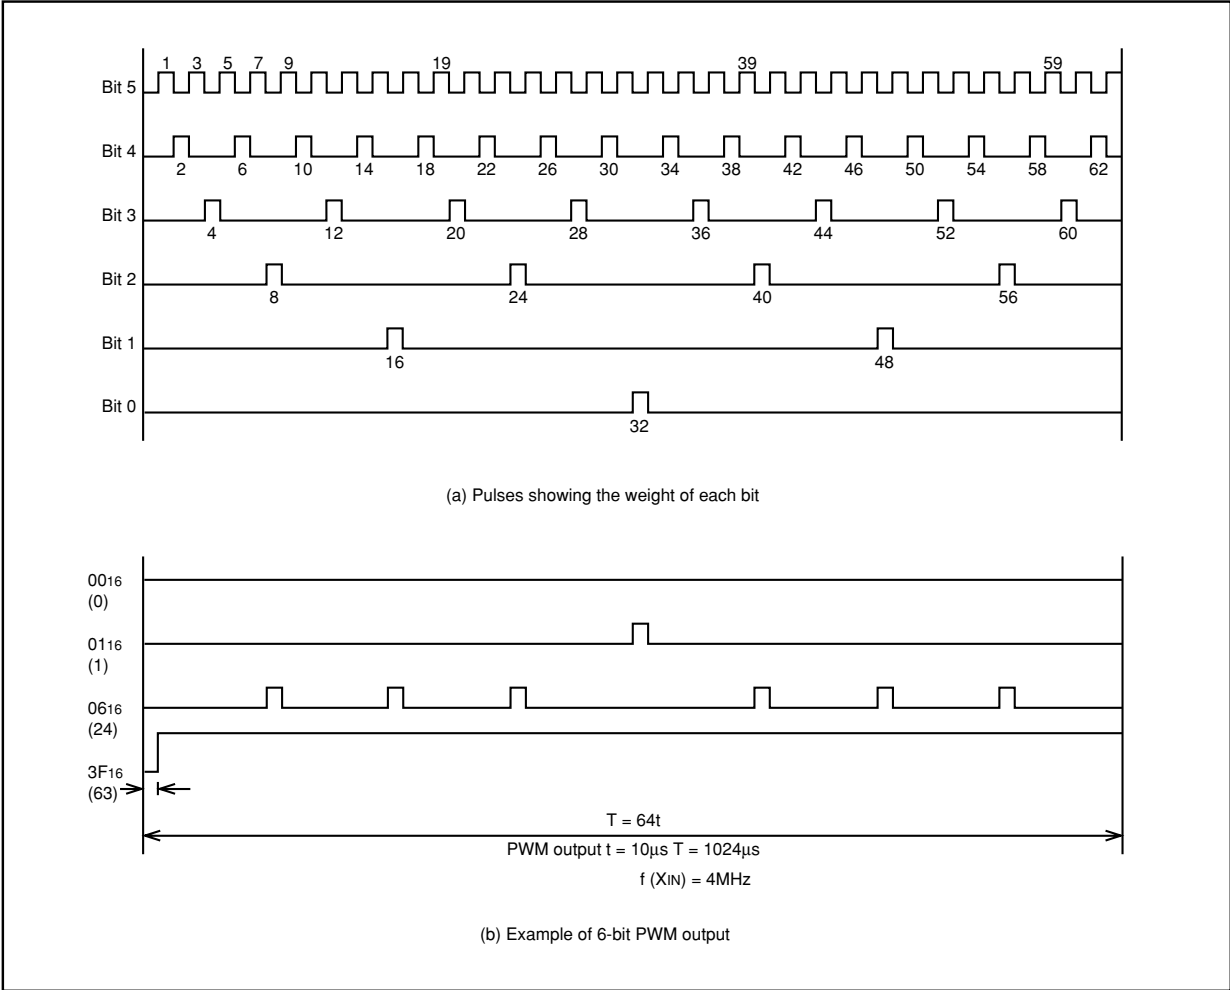 1 3 5 7 9 19 39 59
Bit 5
Bit 4
2 6 10 14 18 22 26 30 34 38 42 46 50 54 58 62
Bit 3
4 12 20 28 36 44 52 60
Bit 2
8 24 40 56
Bit 1
16 48
Bit 0
32
(a) Pulses showing the weight of each bit
0016
(0)
0116
(1)
0616
(24)
3F16
(63)
T = 64t
PWM output t = 10µs T = 1024µs
f (XIN) = 4MHz
(b) Example of 6-bit PWM output